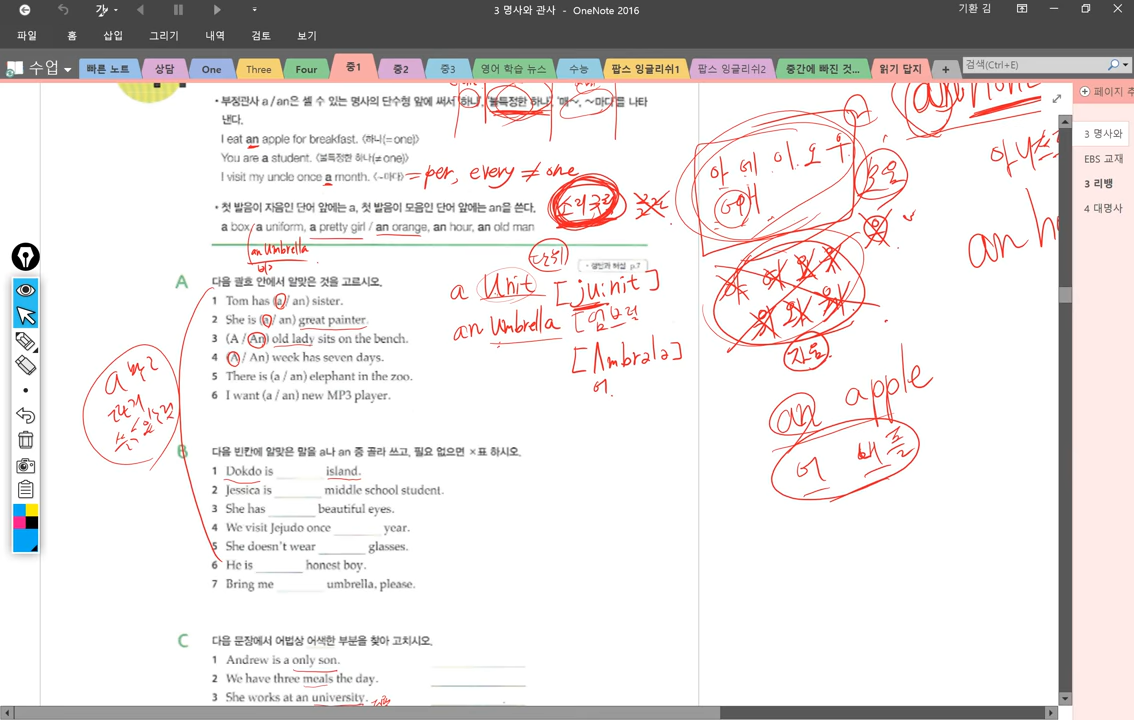 3 명사와 관사 - OneNote 2016
기환 김
파일 홈 삽입 그리기 내역 검토 보기
수업
빠른 노트 상담 One Three Four 중1 중2 중3 영어 학습 뉴스 수능 팝스 잉글리쉬1 팝스 잉글리쉬2 중간에 빠진 것... 읽기 답지 +
검색(Ctrl+E)
페이지 추
3 명사와
EBS 교재
3 리뱅
4 대명사
• 부정관사 a / an은 셀 수 있는 명사의 단수형 앞에 써서 '하나', '불특정한 하나', '매~, ~마다'를 나타
낸다.
I eat an apple for breakfast. 〈하나(=one)〉
You are a student. 〈불특정한 하나(≠one)〉
I visit my uncle once a month. 〈~마다〉
= per, every ≠ one
• 첫 발음이 자음인 단어 앞에는 a, 첫 발음이 모음인 단어 앞에는 an을 쓴다.
a box / a uniform, a pretty girl / an orange, an hour, an old man
an Umbrella
정답과 해설 p.7
A 다음 괄호 안에서 알맞은 것을 고르시오.
1 Tom has (a / an) sister.
2 She is (a / an) great painter.
3 (A / An) old lady sits on the bench.
4 (A / An) week has seven days.
5 There is (a / an) elephant in the zoo.
6 I want (a / an) new MP3 player.
a Unit [junit]
an Umbrella
단위
아 에 이 오 우
모음
자음
an apple
어 애플
B 다음 빈칸에 알맞은 말을 a나 an 중 골라 쓰고, 필요 없으면 ×표 하시오.
1 Dokdo is ______ island.
2 Jessica is ______ middle school student.
3 She has ______ beautiful eyes.
4 We visit Jejudo once ______ year.
5 She doesn't wear ______ glasses.
6 He is ______ honest boy.
7 Bring me ______ umbrella, please.
C 다음 문장에서 어법상 어색한 부분을 찾아 고치시오.
1 Andrew is a only son.
2 We have three meals the day.
3 She works at an university.